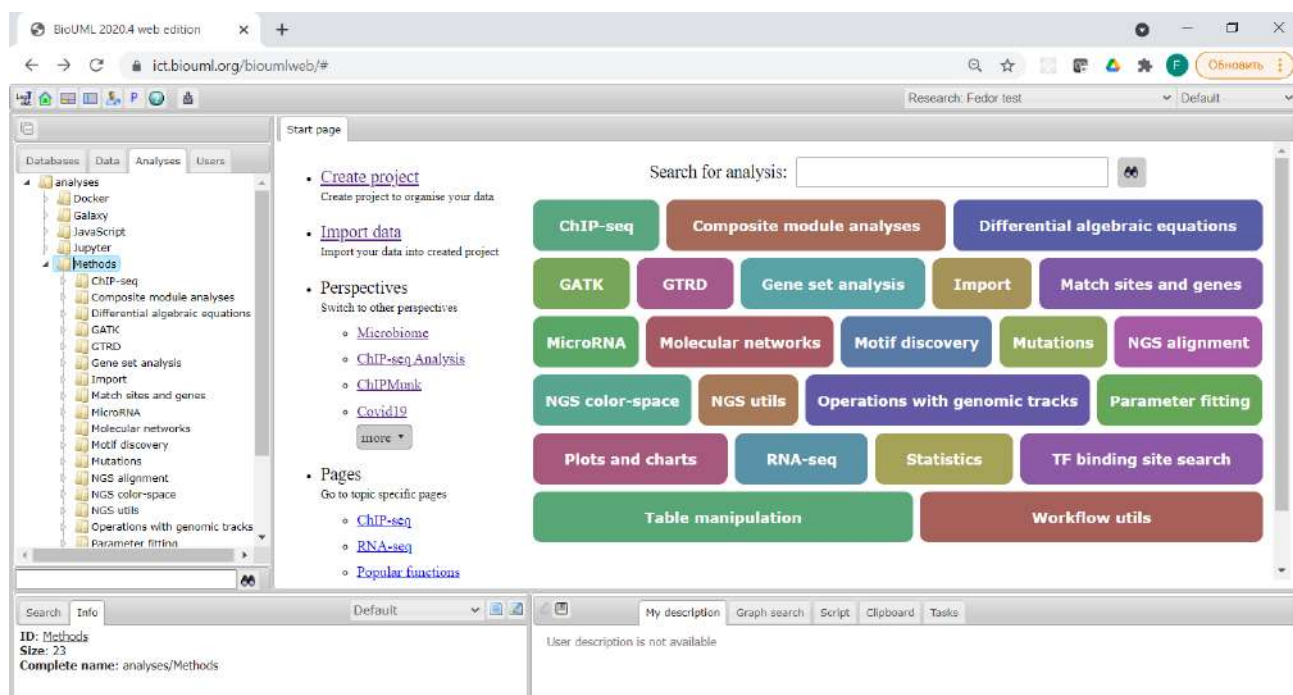 BioUML 2020.4 web edition
ict.biouml.org/bioumlweb/#
Обновить
Research: Fedor test
Default
Start page
Databases Data Analyses Users
analyses
Docker
Galaxy
JavaScript
Jupyter
Methods
ChIP-seq
Composite module analyses
Differential algebraic equations
GATK
GTRD
Gene set analysis
Import
Match sites and genes
MicroRNA
Molecular networks
Motif discovery
Mutations
NGS alignment
NGS color-space
NGS utils
Operations with genomic tracks
Parameter fitting
Create project
Create project to organise your data
Import data
Import your data into created project
Perspectives
Switch to other perspectives
Microbiome
ChIP-seq Analysis
ChIPMunk
Covid19
more
Pages
Go to topic specific pages
ChIP-seq
RNA-seq
Popular functions
Search for analysis:
ChIP-seq Composite module analyses Differential algebraic equations
GATK GTRD Gene set analysis Import Match sites and genes
MicroRNA Molecular networks Motif discovery Mutations NGS alignment
NGS color-space NGS utils Operations with genomic tracks Parameter fitting
Plots and charts RNA-seq Statistics TF binding site search
Table manipulation Workflow utils
Search Info Default
ID: Methods
Size: 23
Complete name: analyses/Methods
My description Graph search Script Clipboard Tasks
User description is not available